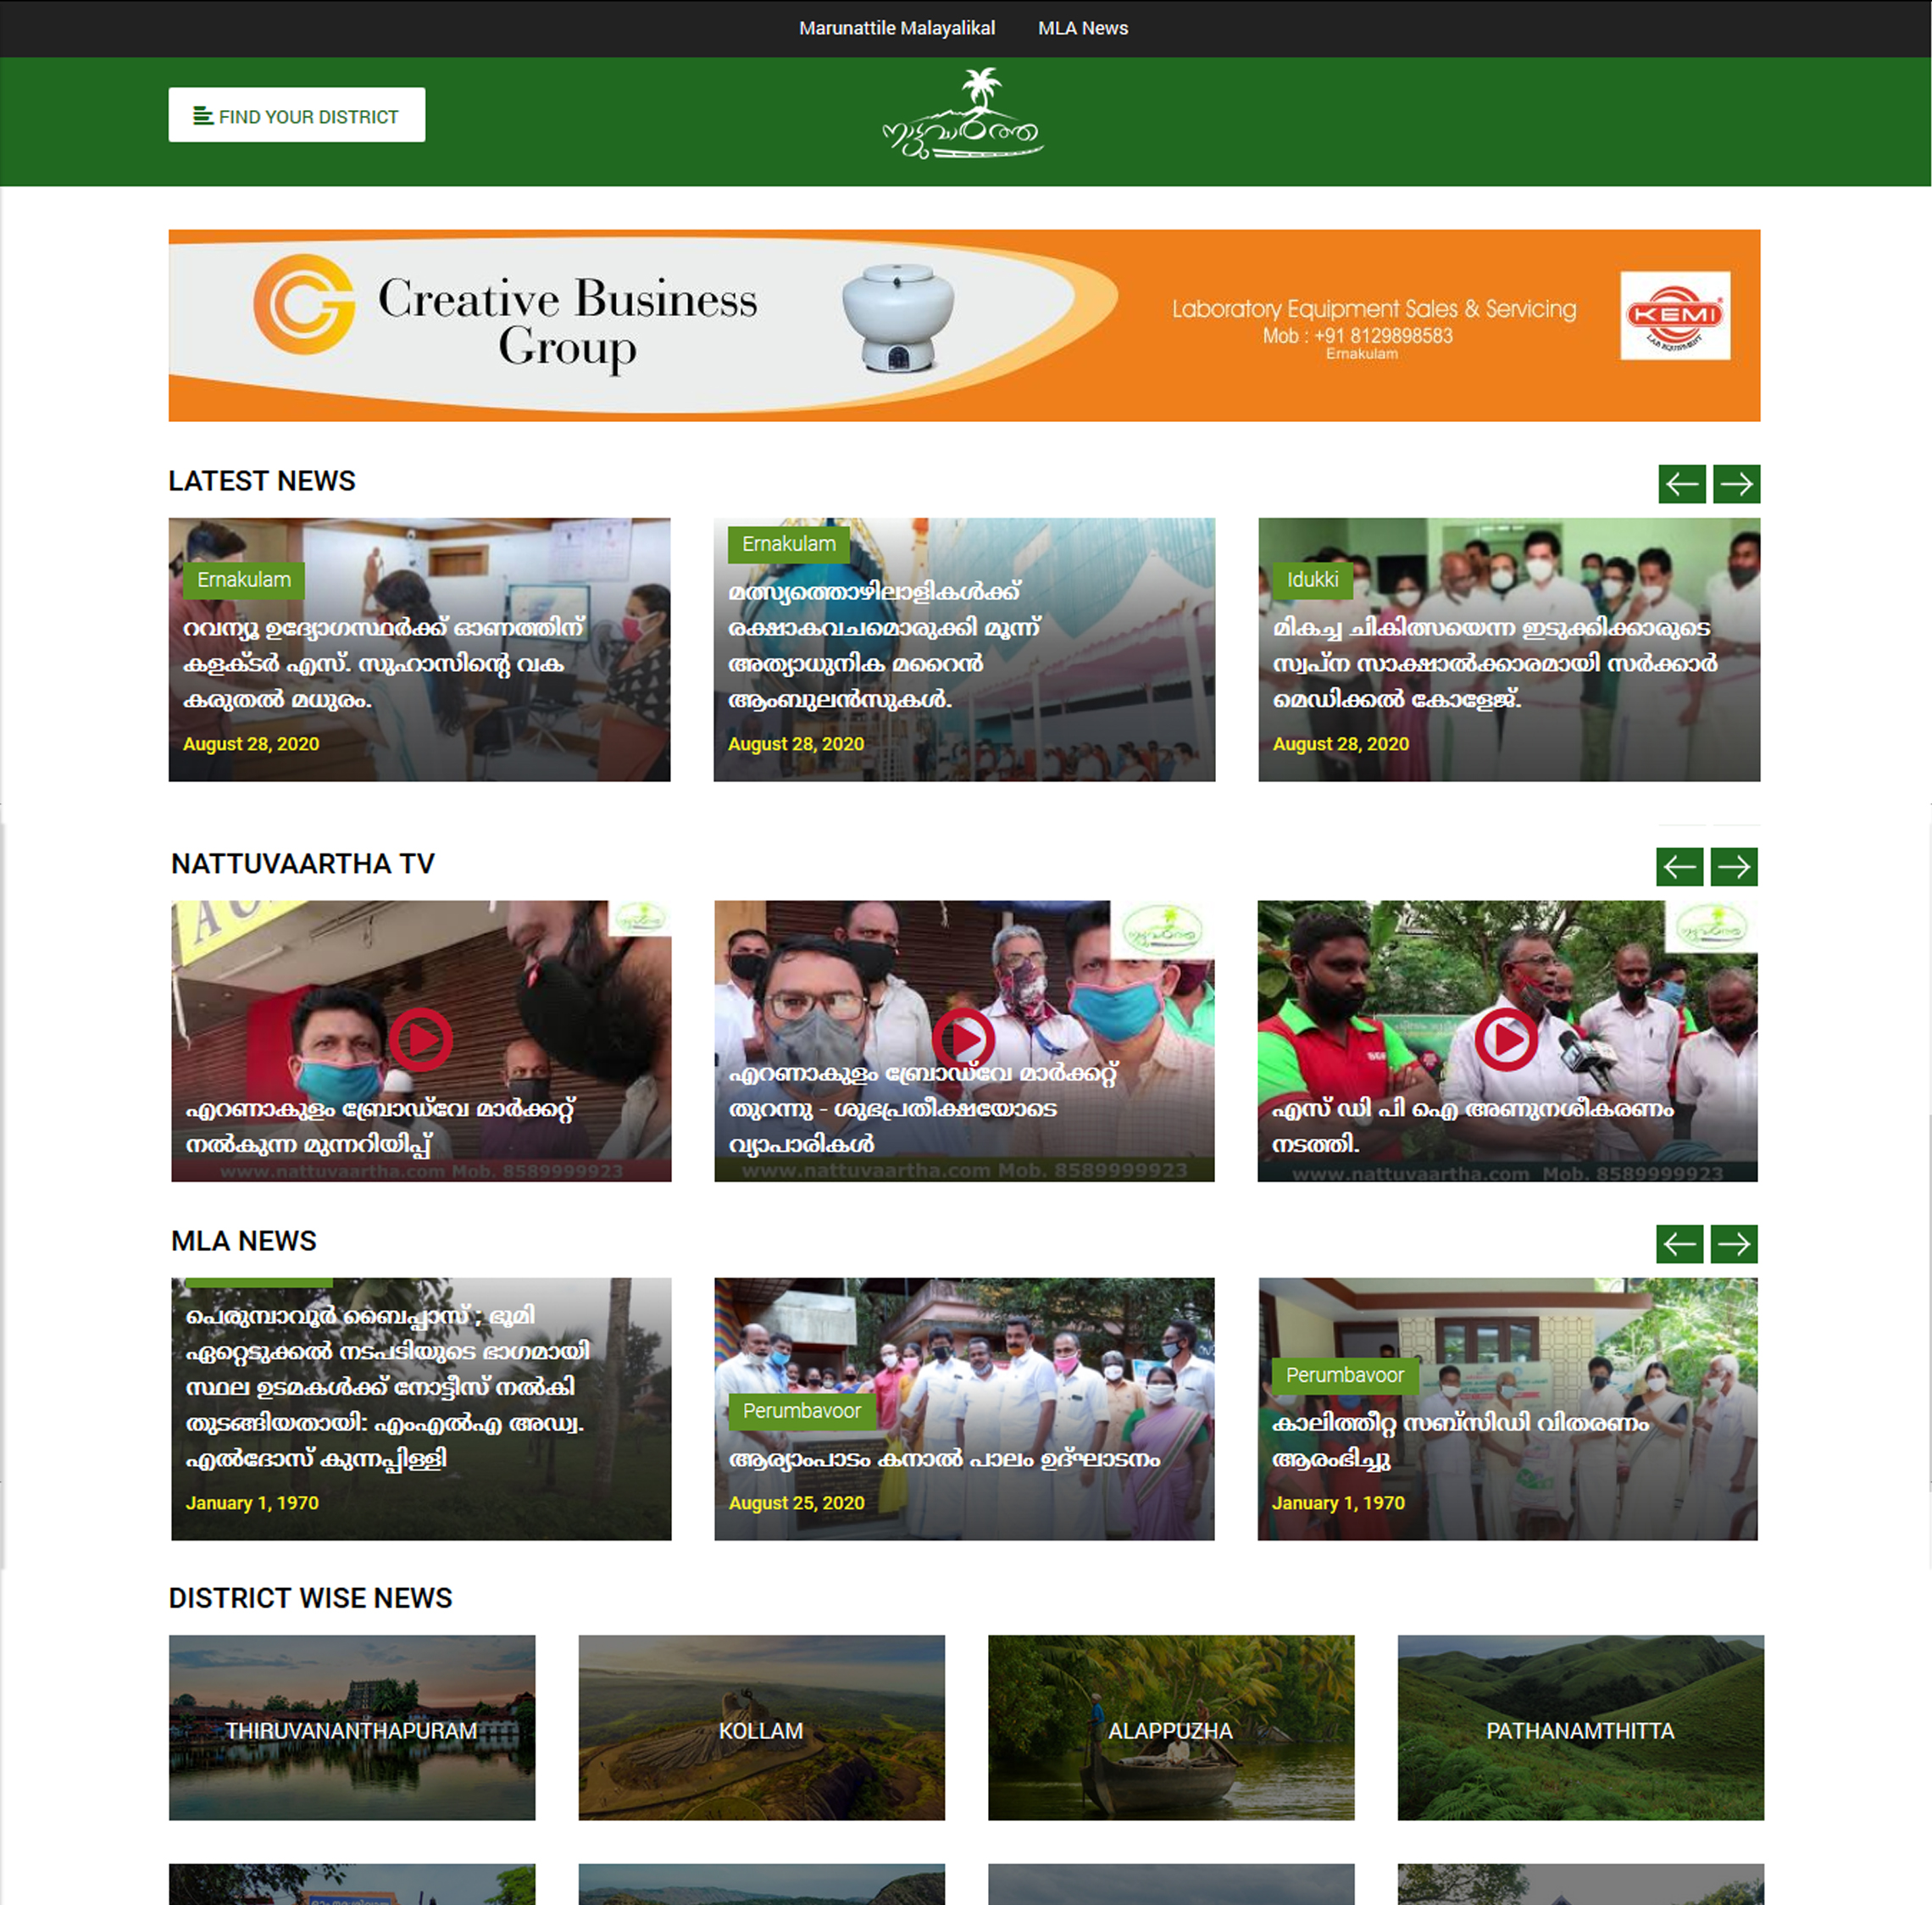 Marunattile Malayalikal MLA News
FIND YOUR DISTRICT
നാട്ടുവാർത്ത
Creative Business
Group
Laboratory Equipment Sales & Servicing
Mob : +91 8129898583
Ernakulam
KEMI
LAB EQUIPMENT
LATEST NEWS
Ernakulam
റവന്യൂ ഉദ്യോഗസ്ഥർക്ക് ഓണത്തിന്
കളക്ടർ എസ്. സുഹാസിന്റെ വക
കരുതൽ മധുരം.
August 28, 2020
Ernakulam
മത്സ്യത്തൊഴിലാളികൾക്ക്
രക്ഷാകവചമൊരുക്കി മൂന്ന്
അത്യാധുനിക മറൈൻ
ആംബുലൻസുകൾ.
August 28, 2020
Idukki
മികച്ച ചികിത്സയെന്ന ഇടുക്കിക്കാരുടെ
സ്വപ്ന സാക്ഷാൽക്കാരമായി സർക്കാർ
മെഡിക്കൽ കോളേജ്.
August 28, 2020
NATTUVAARTHA TV
എറണാകുളം ബ്രോഡ്‌വേ മാർക്കറ്റ്
നൽകുന്ന മുന്നറിയിപ്പ്
www.nattuvaartha.com Mob. 8589999923
എറണാകുളം ബ്രോഡ്‌വേ മാർക്കറ്റ്
തുറന്നു - ശുഭപ്രതീക്ഷയോടെ
വ്യാപാരികൾ
www.nattuvaartha.com Mob. 8589999923
എസ് ഡി പി ഐ അണുനശീകരണം
നടത്തി.
www.nattuvaartha.com Mob. 8589999923
MLA NEWS
പെരുമ്പാവൂർ ബൈപ്പാസ് ; ഭൂമി
ഏറ്റെടുക്കൽ നടപടിയുടെ ഭാഗമായി
സ്ഥല ഉടമകൾക്ക് നോട്ടീസ് നൽകി
തുടങ്ങിയതായി: എംഎൽഎ അഡ്വ.
എൽദോസ് കുന്നപ്പിള്ളി
January 1, 1970
Perumbavoor
ആര്യാംപാടം കനാൽ പാലം ഉദ്ഘാടനം
August 25, 2020
Perumbavoor
കാലിത്തീറ്റ സബ്സിഡി വിതരണം
ആരംഭിച്ചു
January 1, 1970
DISTRICT WISE NEWS
THIRUVANANTHAPURAM
KOLLAM
ALAPPUZHA
PATHANAMTHITTA